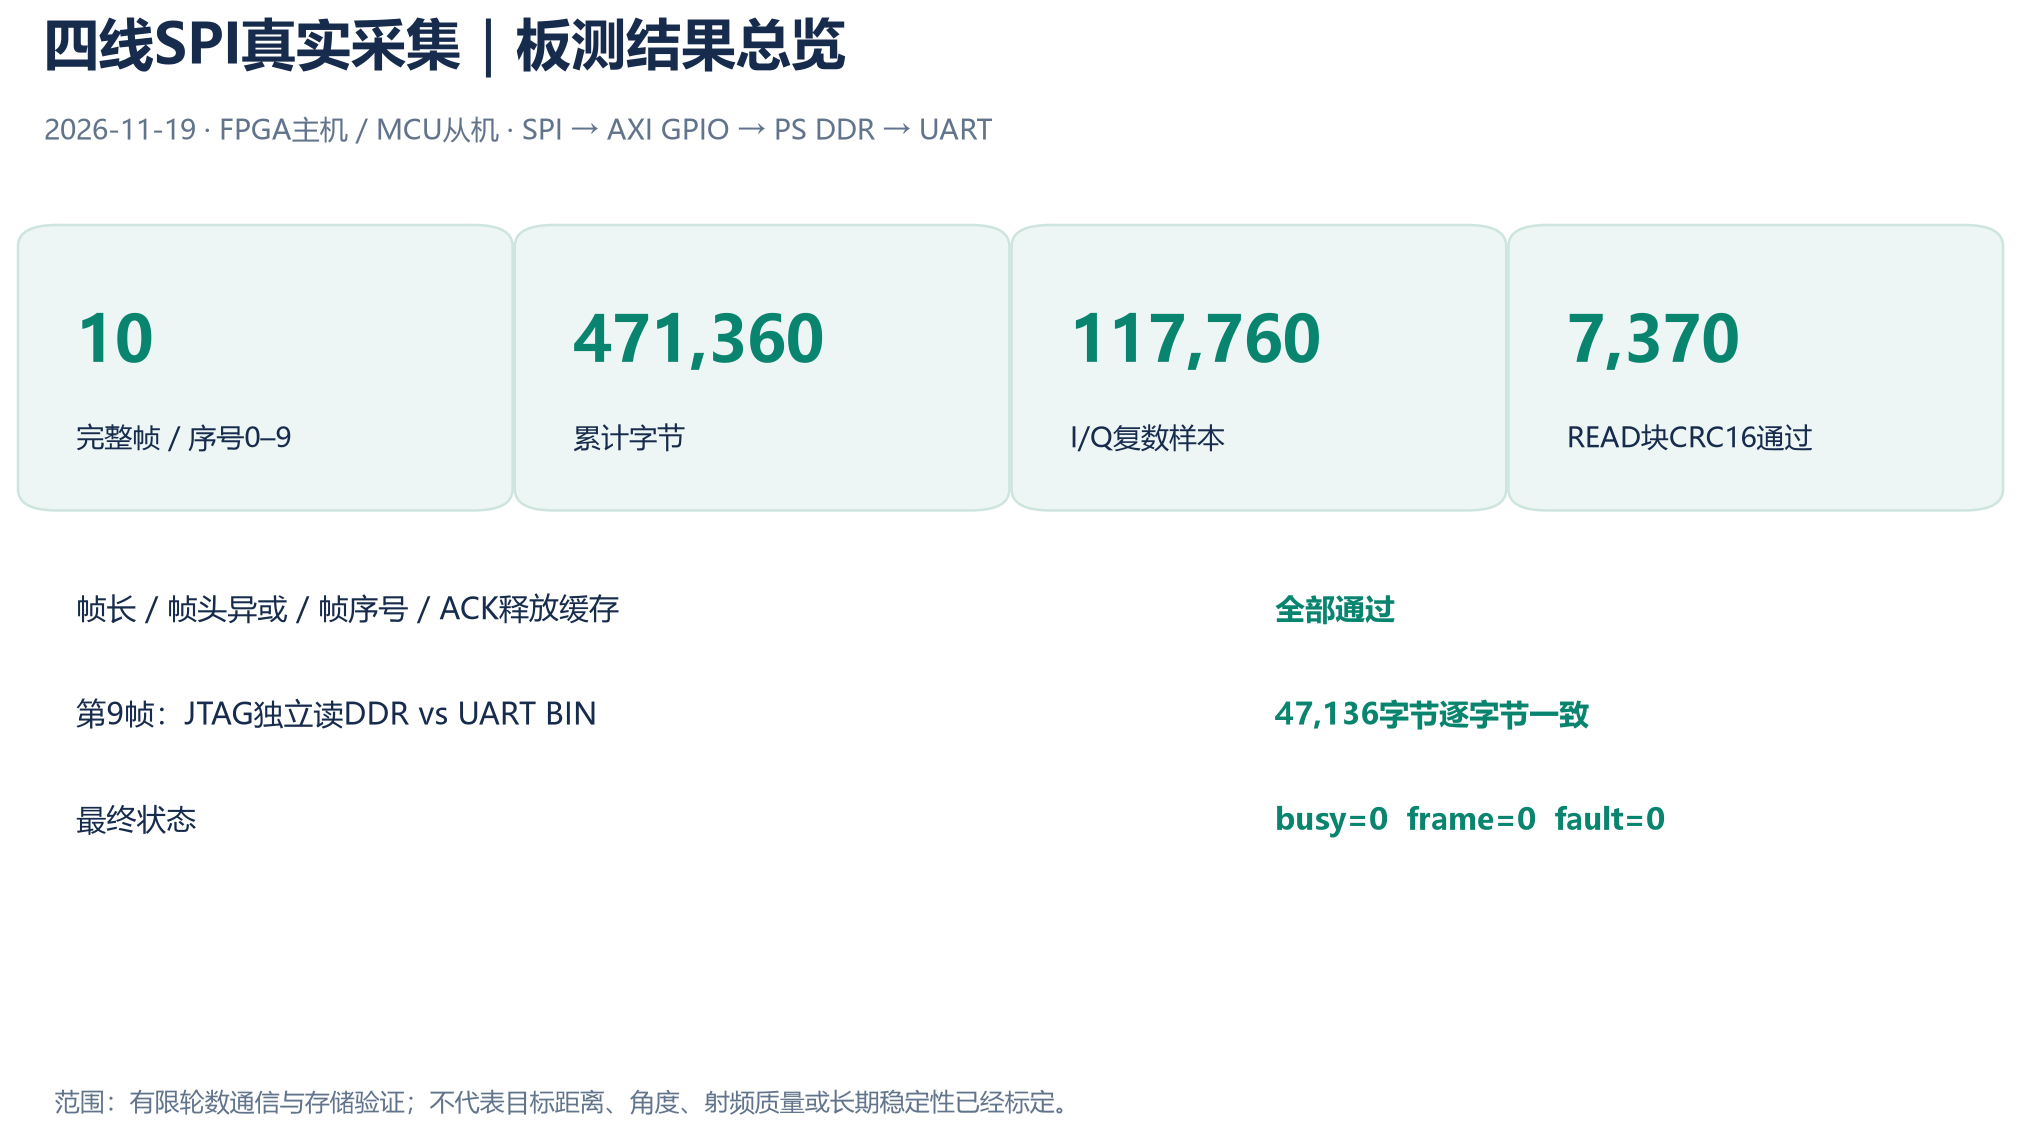 四线SPI真实采集｜板测结果总览
2026-11-19 · FPGA主机 / MCU从机 · SPI → AXI GPIO → PS DDR → UART
10
完整帧 / 序号0–9
471,360
累计字节
117,760
I/Q复数样本
7,370
READ块CRC16通过
帧长 / 帧头异或 / 帧序号 / ACK释放缓存
全部通过
第9帧：JTAG独立读DDR vs UART BIN
47,136字节逐字节一致
最终状态
busy=0 frame=0 fault=0
范围：有限轮数通信与存储验证；不代表目标距离、角度、射频质量或长期稳定性已经标定。